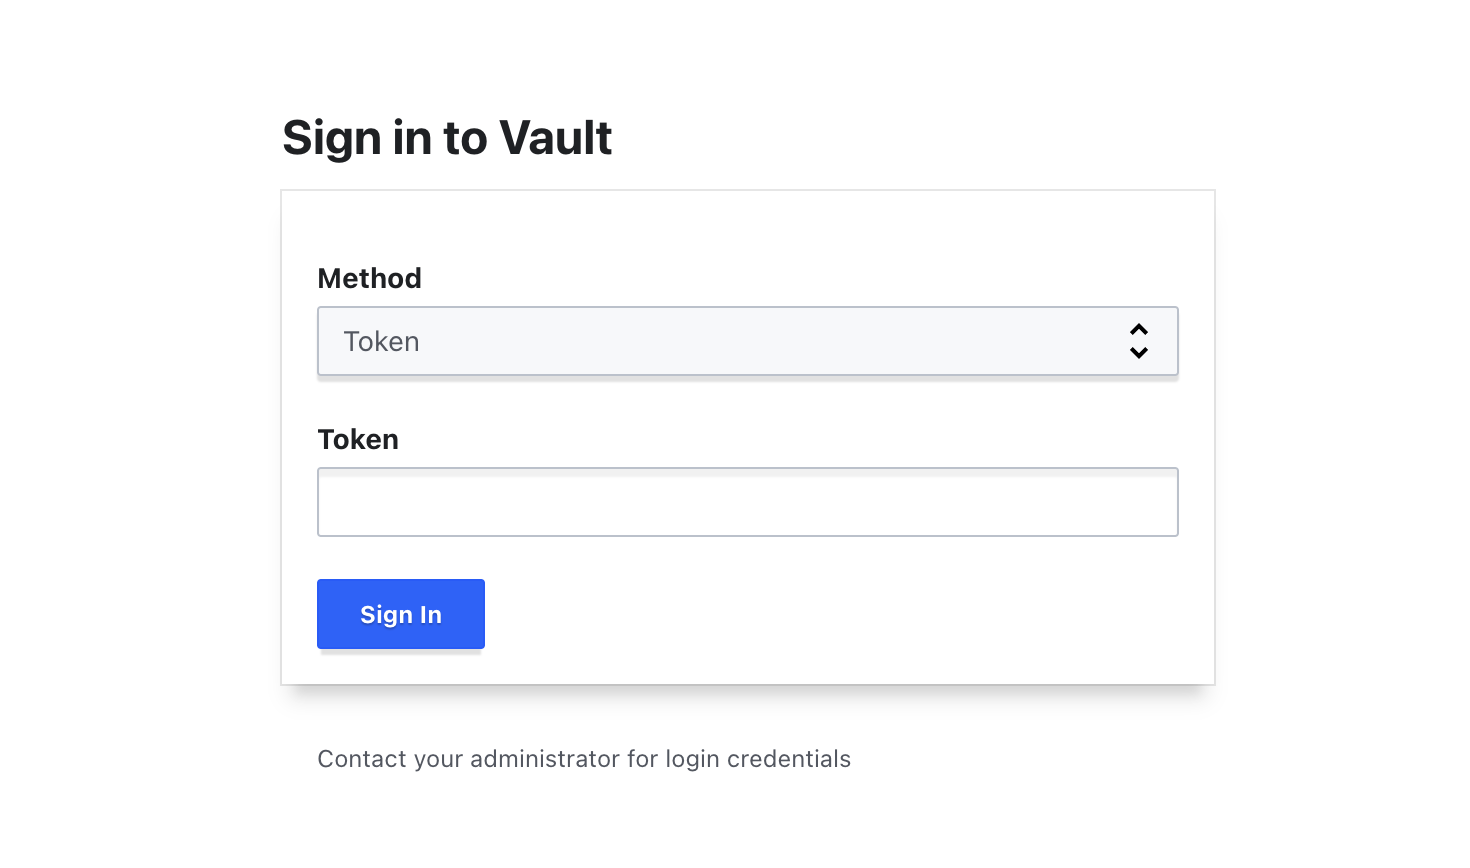 Sign in to Vault
Method
Token
Token
Sign In
Contact your administrator for login credentials